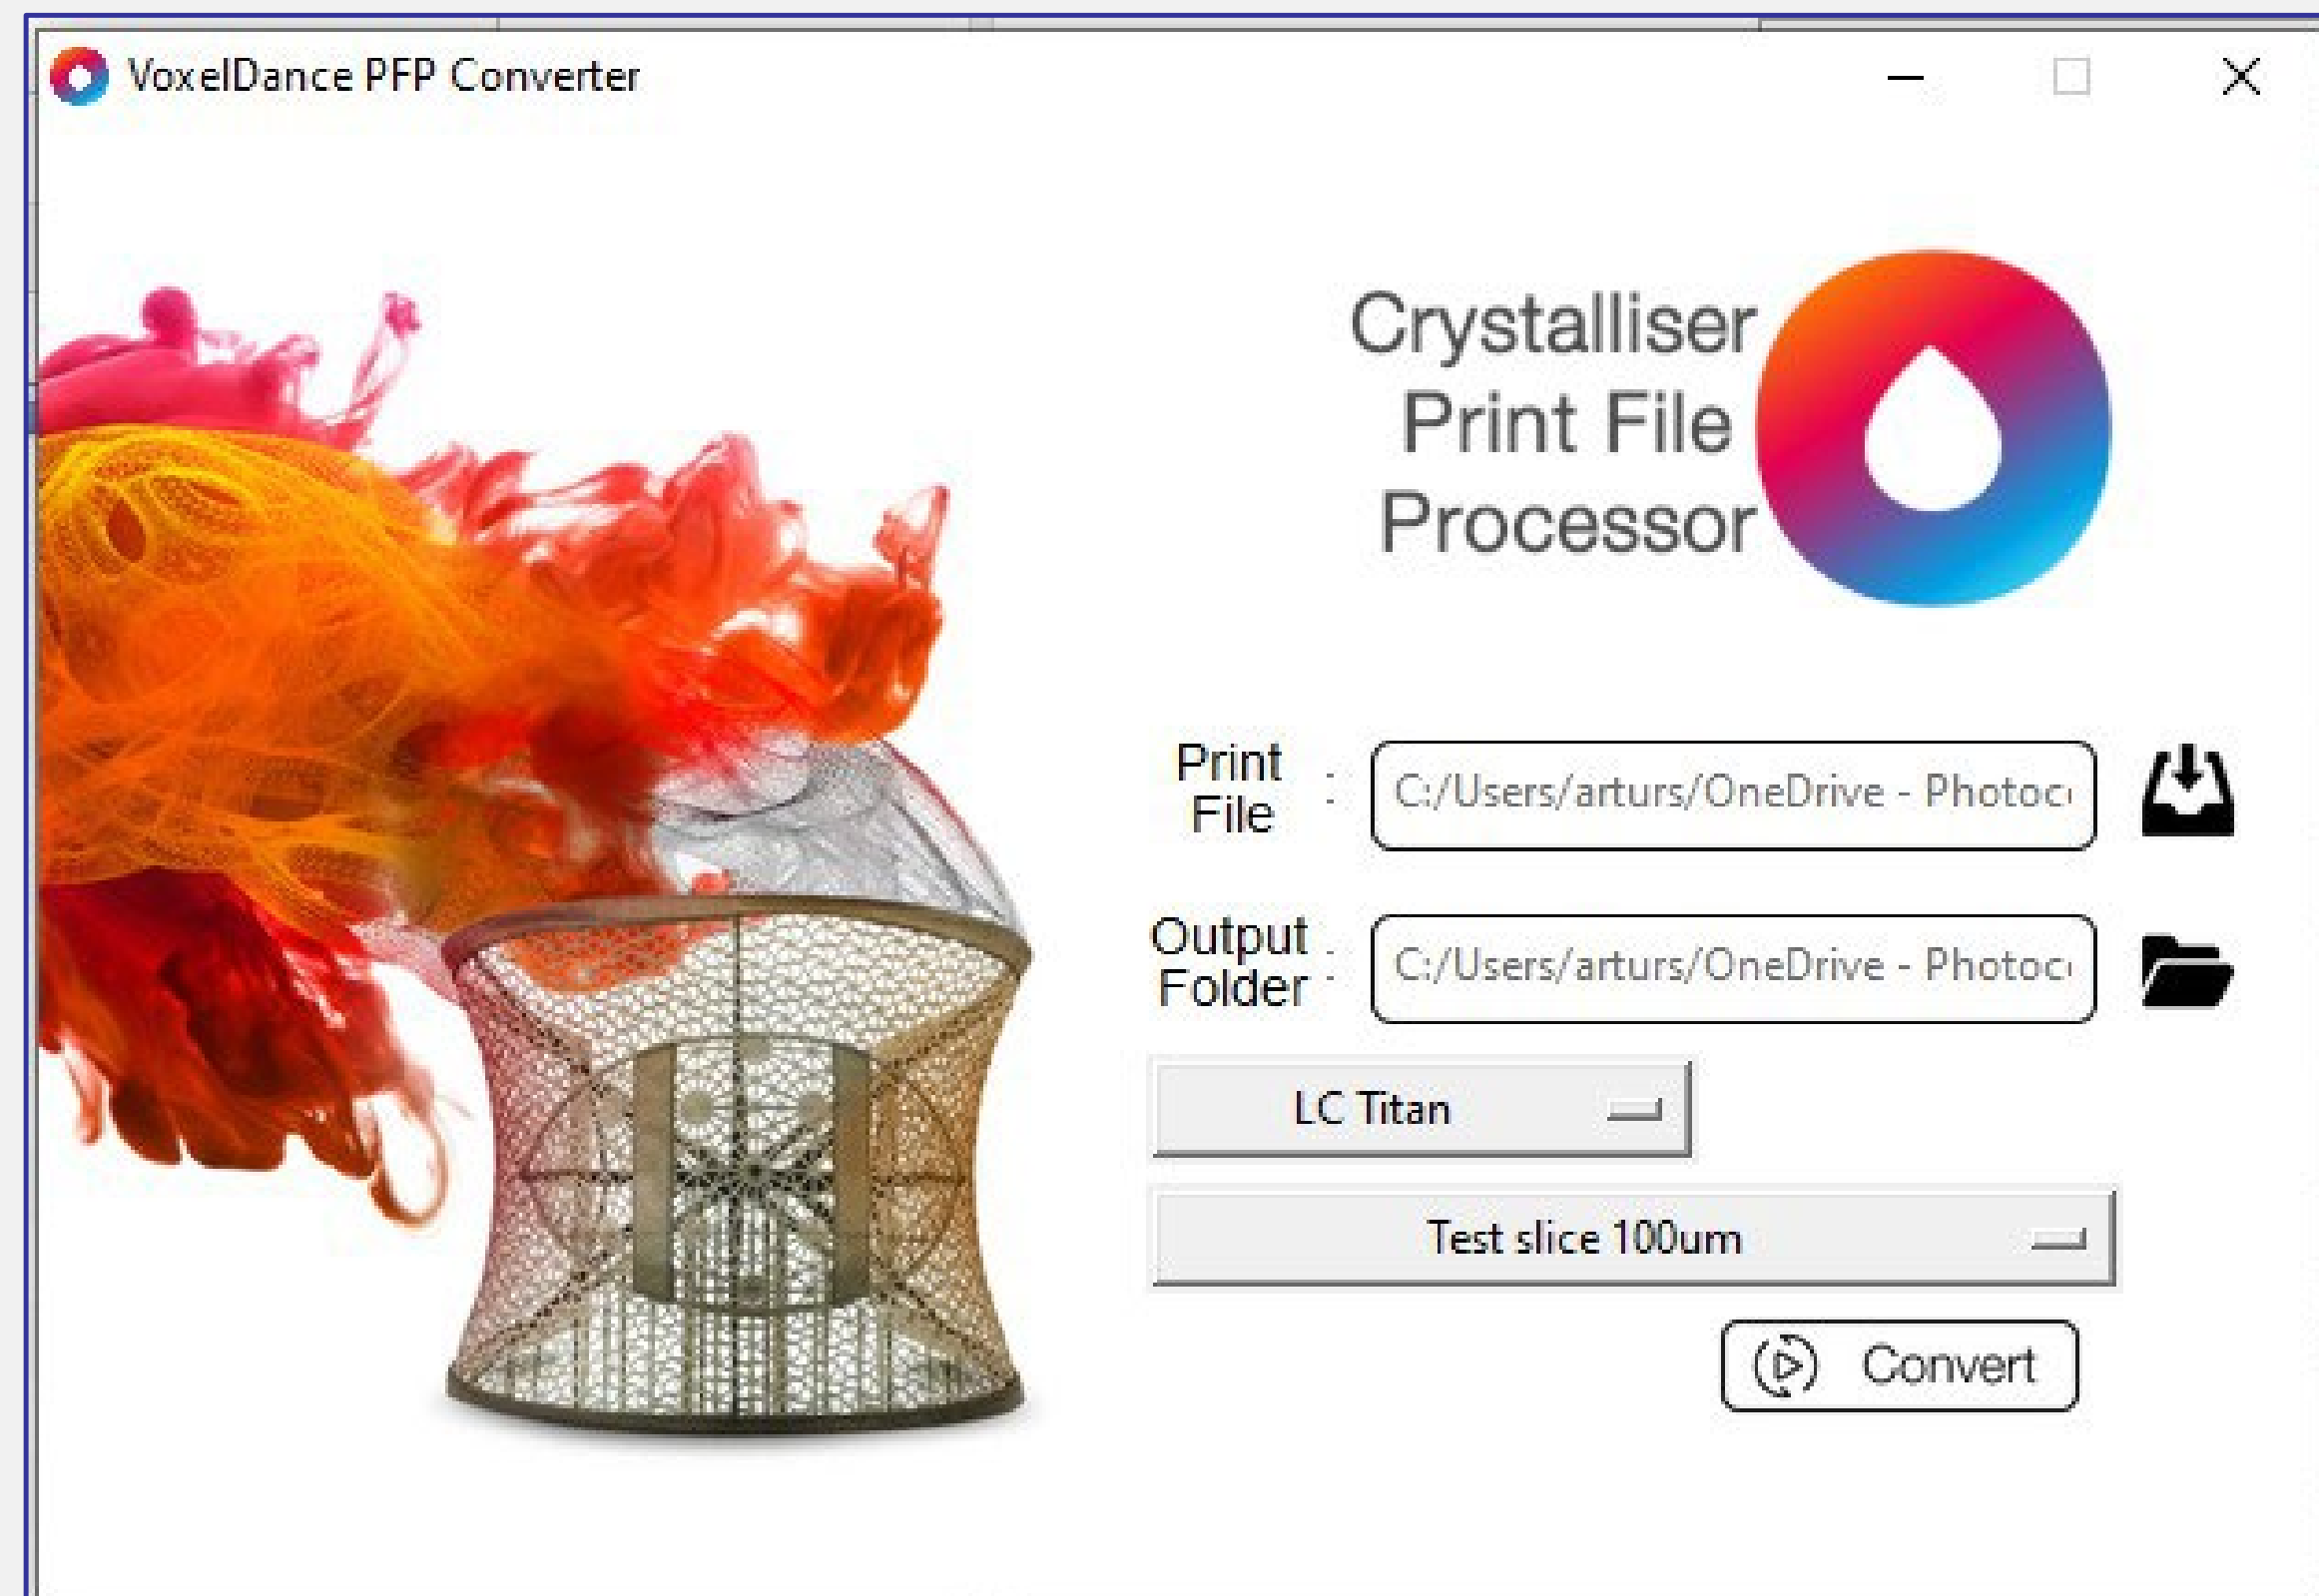 VoxelDance PFP Converter
Crystalliser
Print File
Processor
Print
File
:
C:/Users/arturs/OneDrive - Photoc
Output
Folder
:
C:/Users/arturs/OneDrive - Photoc
LC Titan
Test slice 100um
Convert